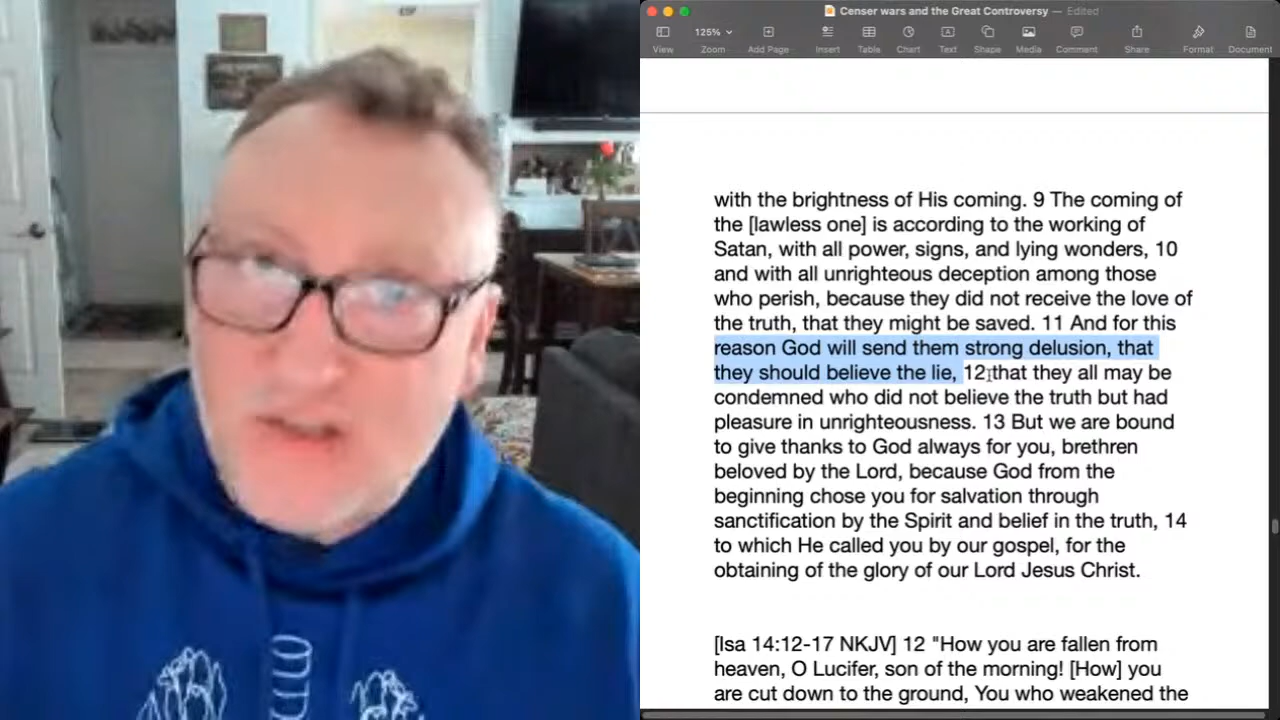 Censer wars and the Great Controversy — Edited
125%
View
Zoom
Add Page
Insert
Table
Chart
Text
Shape
Media
Comment
Share
Format
Document
with the brightness of His coming. 9 The coming of
the [lawless one] is according to the working of
Satan, with all power, signs, and lying wonders, 10
and with all unrighteous deception among those
who perish, because they did not receive the love of
the truth, that they might be saved. 11 And for this
reason God will send them strong delusion, that
they should believe the lie, 12 that they all may be
condemned who did not believe the truth but had
pleasure in unrighteousness. 13 But we are bound
to give thanks to God always for you, brethren
beloved by the Lord, because God from the
beginning chose you for salvation through
sanctification by the Spirit and belief in the truth, 14
to which He called you by our gospel, for the
obtaining of the glory of our Lord Jesus Christ.
[Isa 14:12-17 NKJV] 12 "How you are fallen from
heaven, O Lucifer, son of the morning! [How] you
are cut down to the ground, You who weakened the